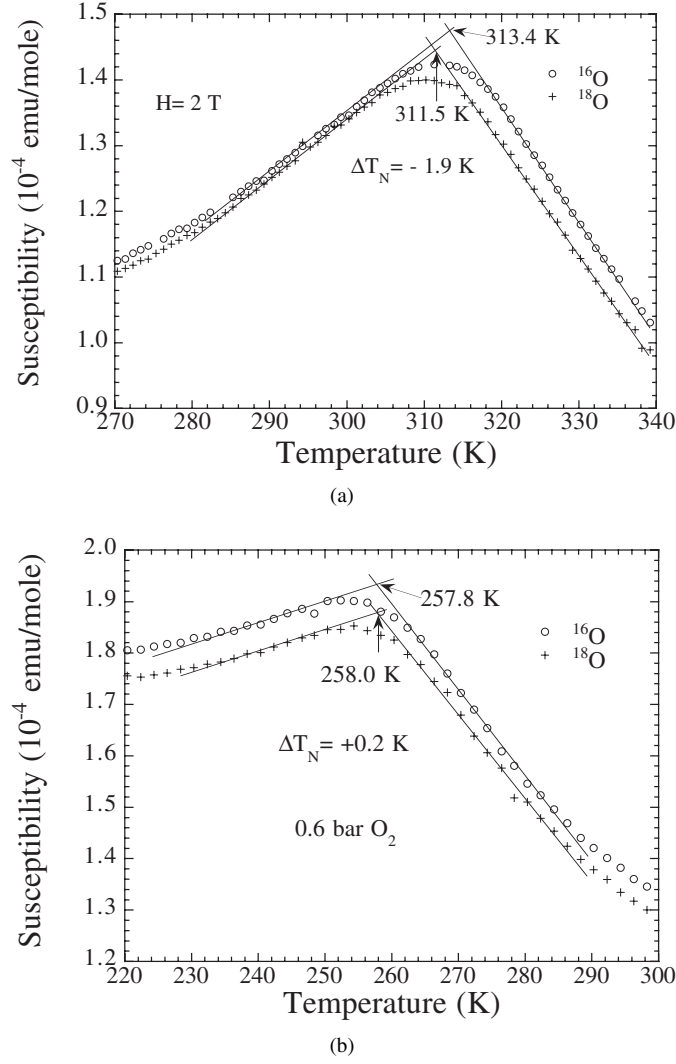 1.5
1.4
1.3
1.2
1.1
1.0
0.9
Susceptibility (10⁻⁴ emu/mole)
H= 2 T
313.4 K
311.5 K
ΔT_N= - 1.9 K
¹⁶O
¹⁸O
270 280 290 300 310 320 330 340
Temperature (K)
(a)
2.0
1.9
1.8
1.7
1.6
1.5
1.4
1.3
1.2
Susceptibility (10⁻⁴ emu/mole)
257.8 K
258.0 K
¹⁶O
¹⁸O
ΔT_N= +0.2 K
0.6 bar O₂
220 230 240 250 260 270 280 290 300
Temperature (K)
(b)